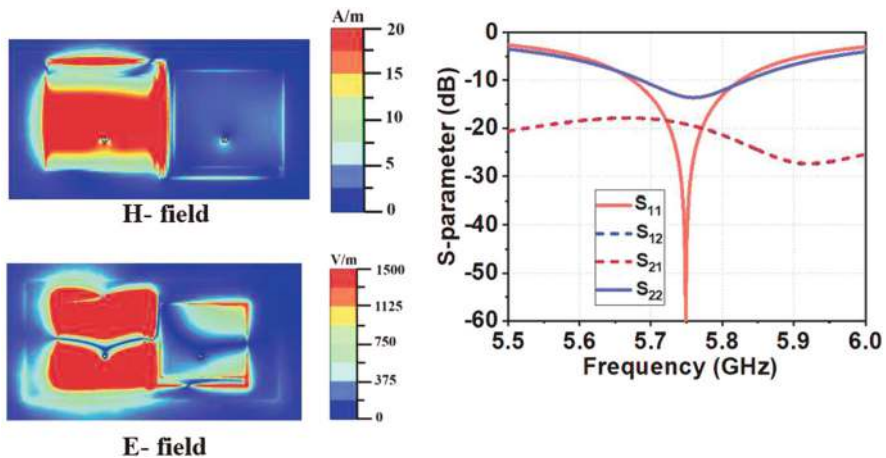 A/m
20
15
10
5
0
H- field
V/m
1500
1125
750
375
0
E- field
S-parameter (dB)
0
-10
-20
-30
-40
-50
-60
S11
S12
S21
S22
5.5 5.6 5.7 5.8 5.9 6.0
Frequency (GHz)